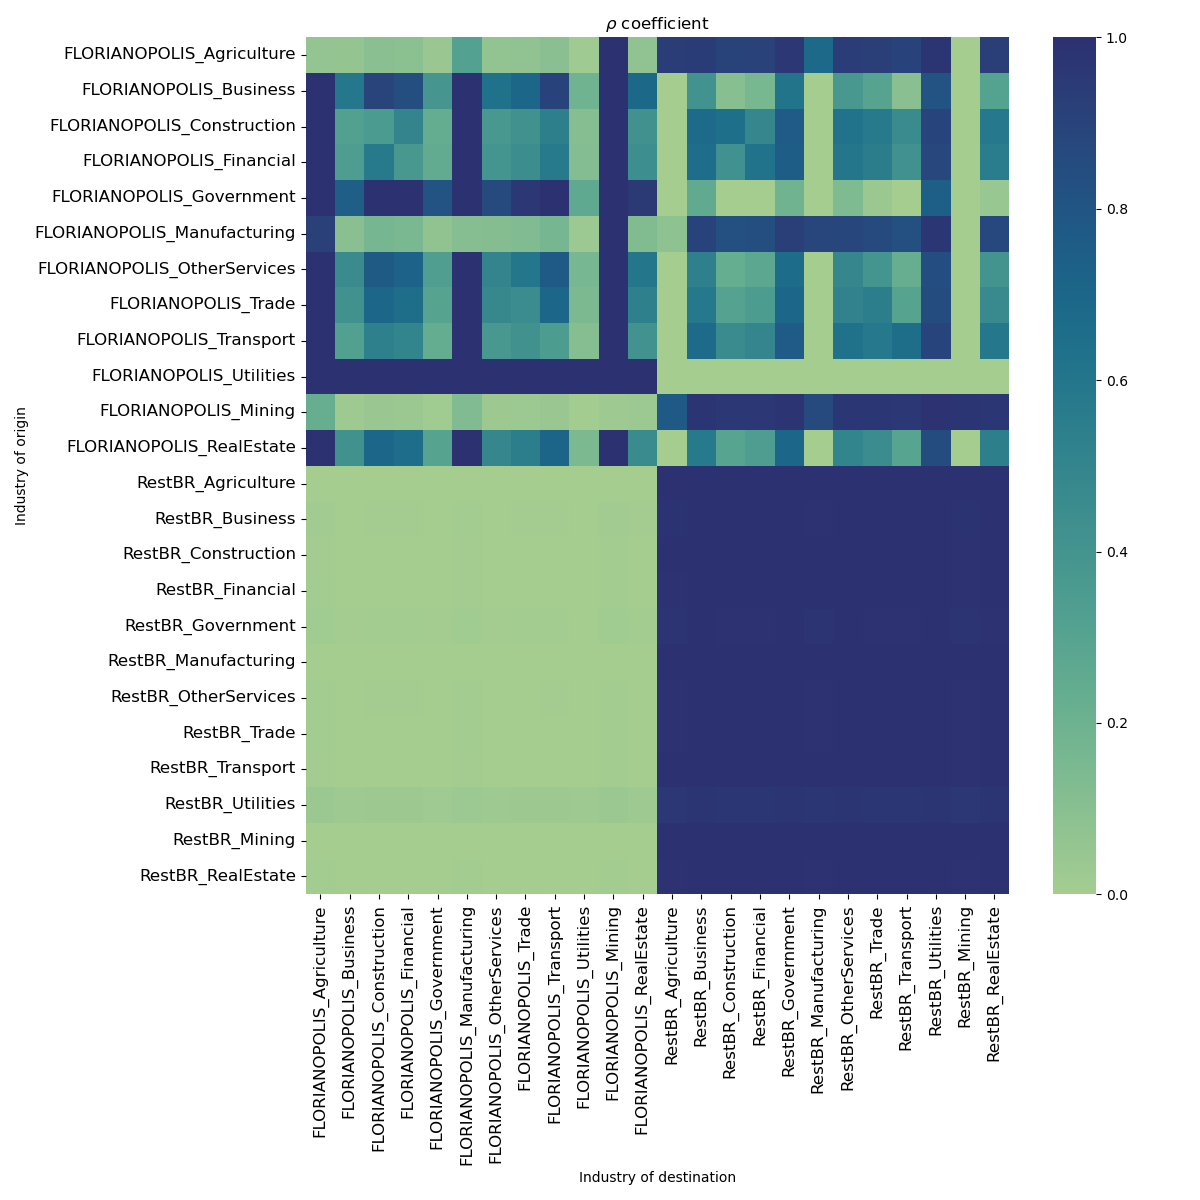 ρ coefficient
FLORIANOPOLIS_Agriculture
FLORIANOPOLIS_Business
FLORIANOPOLIS_Construction
FLORIANOPOLIS_Financial
FLORIANOPOLIS_Government
FLORIANOPOLIS_Manufacturing
FLORIANOPOLIS_OtherServices
FLORIANOPOLIS_Trade
FLORIANOPOLIS_Transport
FLORIANOPOLIS_Utilities
FLORIANOPOLIS_Mining
FLORIANOPOLIS_RealEstate
RestBR_Agriculture
RestBR_Business
RestBR_Construction
RestBR_Financial
RestBR_Government
RestBR_Manufacturing
RestBR_OtherServices
RestBR_Trade
RestBR_Transport
RestBR_Utilities
RestBR_Mining
RestBR_RealEstate
Industry of origin
FLORIANOPOLIS_Agriculture
FLORIANOPOLIS_Business
FLORIANOPOLIS_Construction
FLORIANOPOLIS_Financial
FLORIANOPOLIS_Government
FLORIANOPOLIS_Manufacturing
FLORIANOPOLIS_OtherServices
FLORIANOPOLIS_Trade
FLORIANOPOLIS_Transport
FLORIANOPOLIS_Utilities
FLORIANOPOLIS_Mining
FLORIANOPOLIS_RealEstate
RestBR_Agriculture
RestBR_Business
RestBR_Construction
RestBR_Financial
RestBR_Government
RestBR_Manufacturing
RestBR_OtherServices
RestBR_Trade
RestBR_Transport
RestBR_Utilities
RestBR_Mining
RestBR_RealEstate
Industry of destination
1.0
0.8
0.6
0.4
0.2
0.0